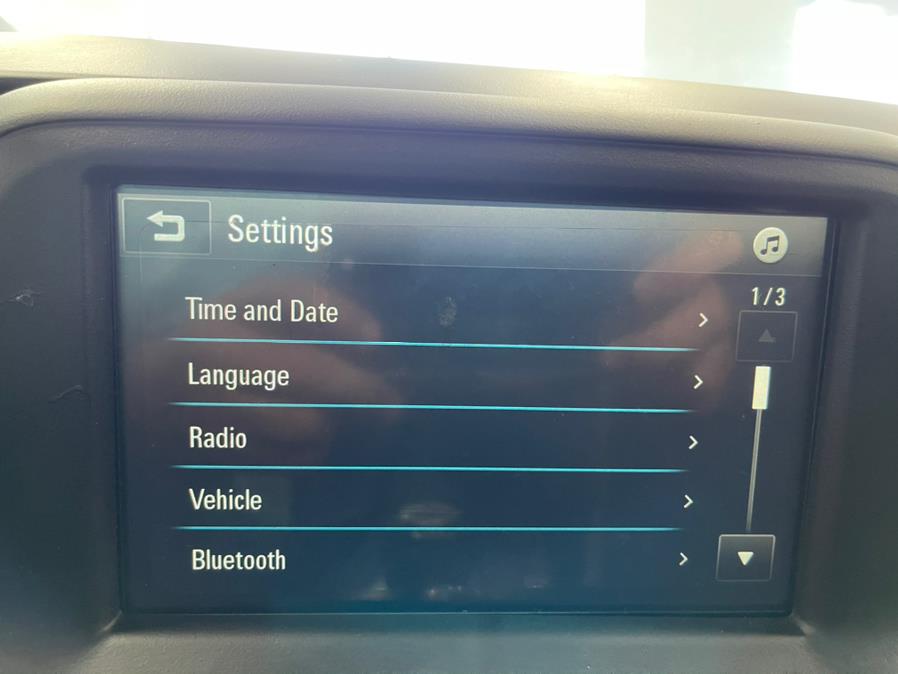 Settings
1/3
Time and Date
Language
Radio
Vehicle
Bluetooth